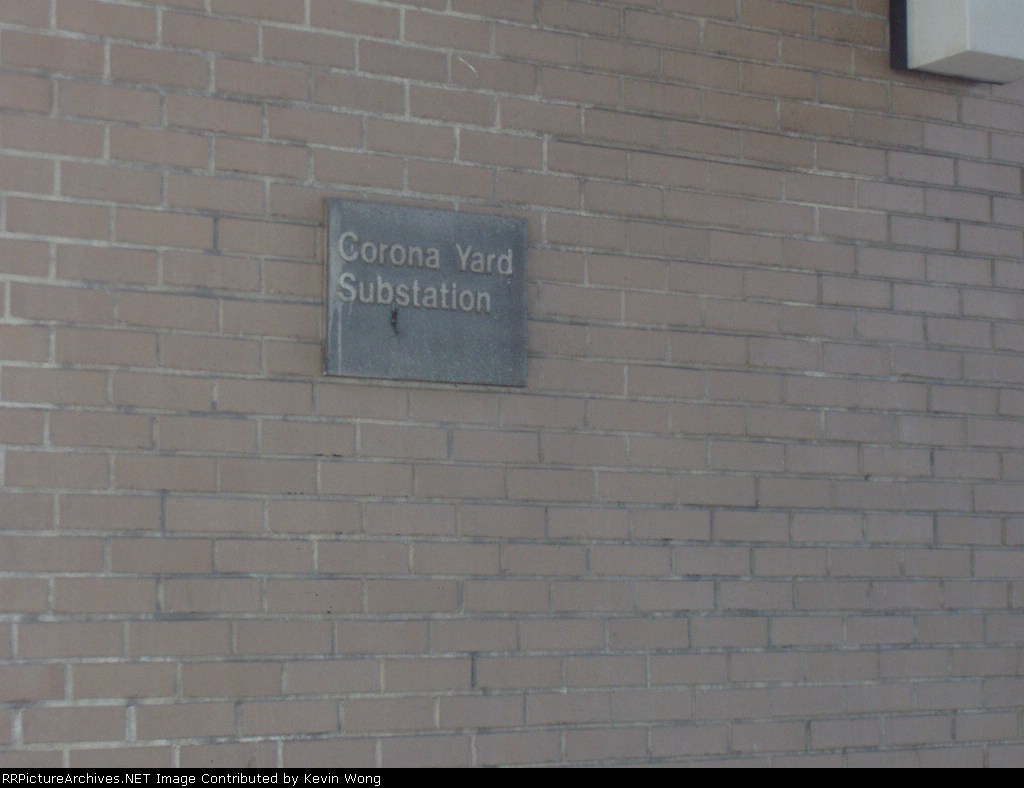 Corona Yard
Substation
RRPictureArchives.NET Image Contributed by Kevin Wong